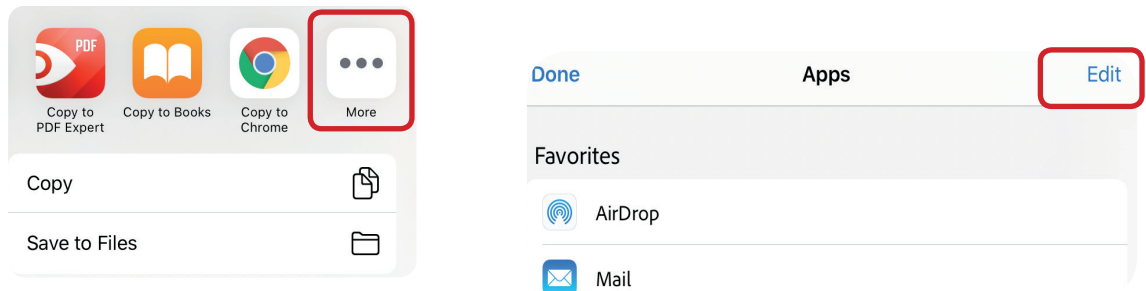 PDF
Copy to
PDF Expert
Copy to Books
Copy to
Chrome
More
Copy
Save to Files
Done
Apps
Edit
Favorites
AirDrop
Mail